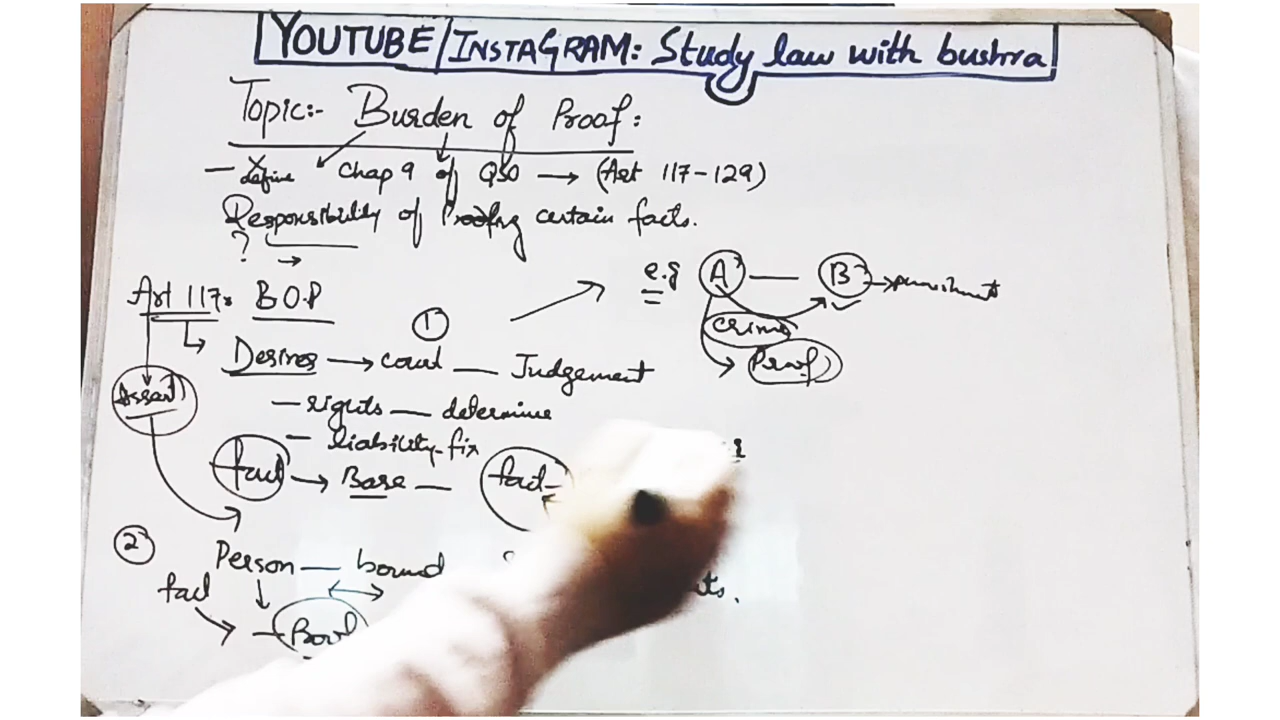 YOUTUBE/INSTAGRAM: Study law with bushra
Topic:- Burden of Proof:
— define Chap 9 of QSO → (Art 117-129)
Responsibility of Proofing certain facts.
?
e.g A — B → punishment
Crime
Proof
Art 117: B.O.P
1
Desires → court — Judgement
Assert
— rights — determine
— liability-fix
fact → Base — fact
2
Person — bound
fact